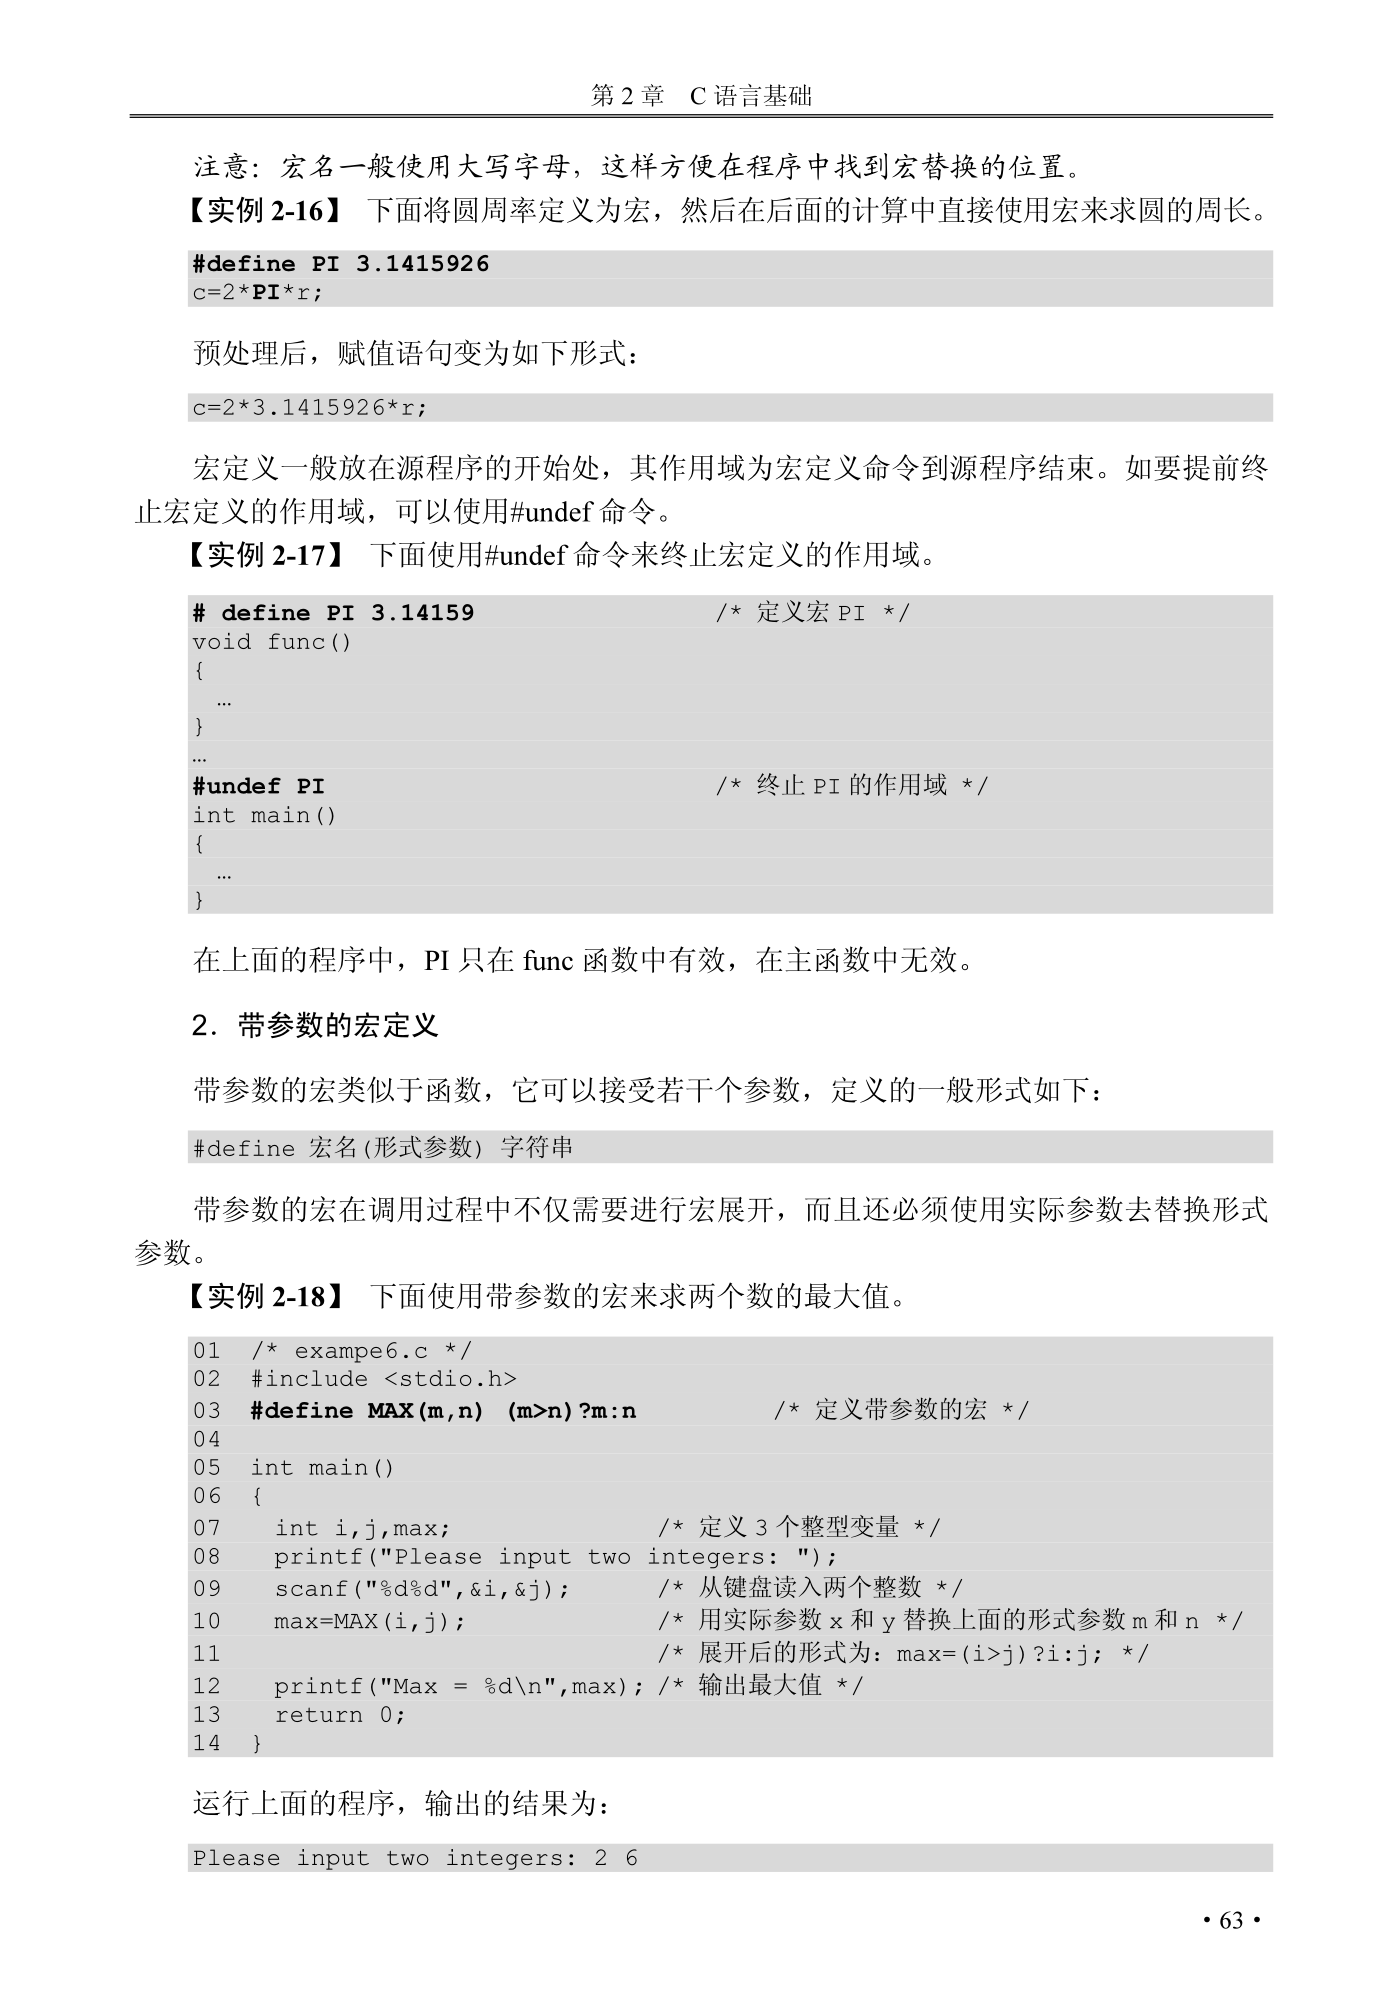 第 2 章　C 语言基础
注意：宏名一般使用大写字母，这样方便在程序中找到宏替换的位置。
【实例 2-16】 下面将圆周率定义为宏，然后在后面的计算中直接使用宏来求圆的周长。
#define PI 3.1415926
c=2*PI*r;
预处理后，赋值语句变为如下形式：
c=2*3.1415926*r;
宏定义一般放在源程序的开始处，其作用域为宏定义命令到源程序结束。如要提前终
止宏定义的作用域，可以使用#undef 命令。
【实例 2-17】 下面使用#undef 命令来终止宏定义的作用域。
# define PI 3.14159 /* 定义宏 PI */
void func()
{
…
}
…
#undef PI /* 终止 PI 的作用域 */
int main()
{
…
}
在上面的程序中，PI 只在 func 函数中有效，在主函数中无效。
2．带参数的宏定义
带参数的宏类似于函数，它可以接受若干个参数，定义的一般形式如下：
#define 宏名(形式参数) 字符串
带参数的宏在调用过程中不仅需要进行宏展开，而且还必须使用实际参数去替换形式
参数。
【实例 2-18】 下面使用带参数的宏来求两个数的最大值。
01 /* exampe6.c */
02 #include <stdio.h>
03 #define MAX(m,n) (m>n)?m:n /* 定义带参数的宏 */
04
05 int main()
06 {
07 int i,j,max; /* 定义 3 个整型变量 */
08 printf("Please input two integers: ");
09 scanf("%d%d",&i,&j); /* 从键盘读入两个整数 */
10 max=MAX(i,j); /* 用实际参数 x 和 y 替换上面的形式参数 m 和 n */
11 /* 展开后的形式为：max=(i>j)?i:j; */
12 printf("Max = %d\n",max); /* 输出最大值 */
13 return 0;
14 }
运行上面的程序，输出的结果为：
Please input two integers: 2 6
• 63 •